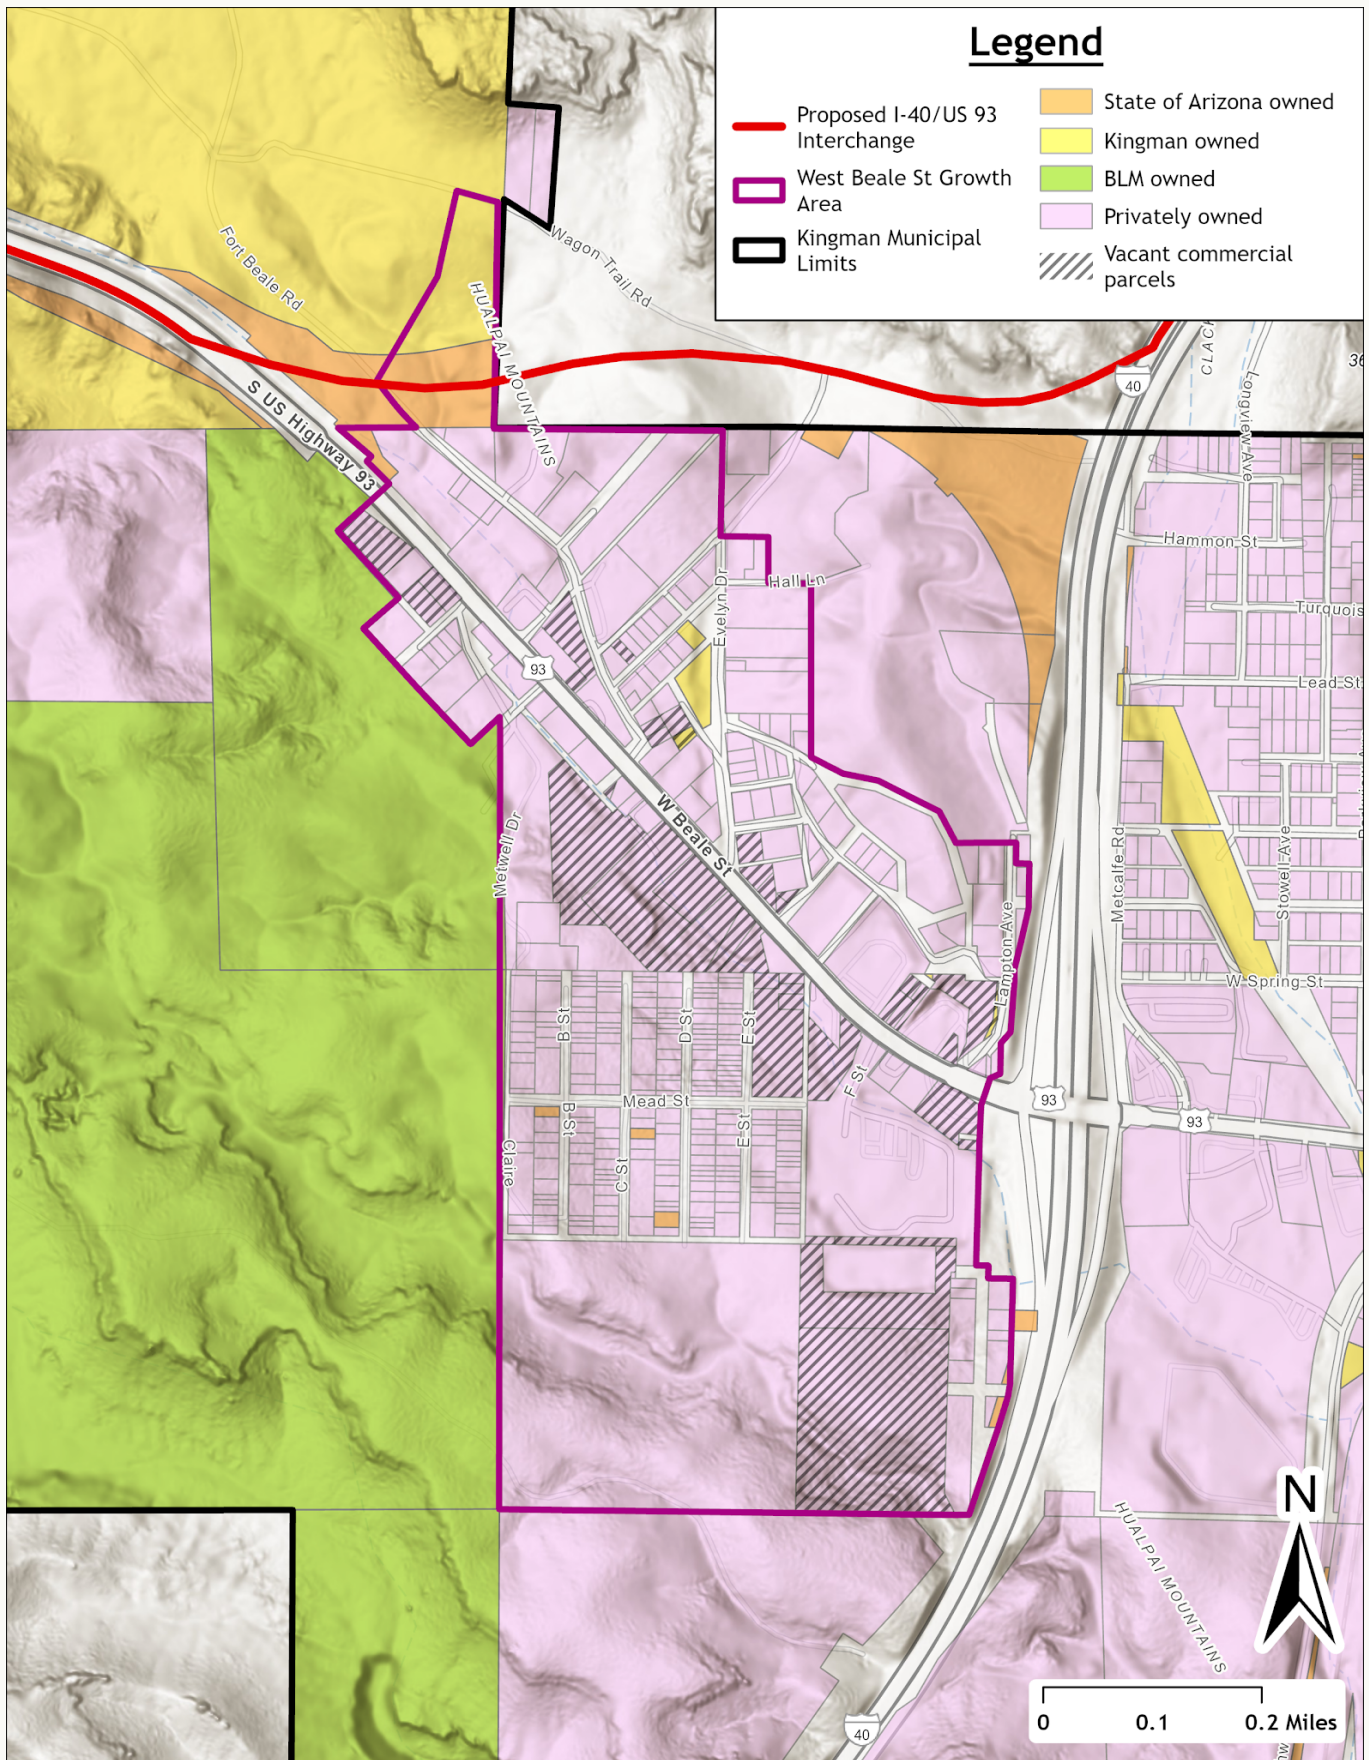 Legend
Proposed I-40/US 93
Interchange
West Beale St Growth
Area
Kingman Municipal
Limits
State of Arizona owned
Kingman owned
BLM owned
Privately owned
Vacant commercial
parcels
Fort Beale Rd
Wagon Trail Rd
HUALPAI MOUNTAINS
S US Highway 93
40
CLACK
Longview Ave
36
Hammon St
Hall Ln
Evelyn Dr
Turquois
93
Lead St
W Beale St
Metwell Dr
Metcalfe Rd
Stowell Ave
Lampton Ave
W Spring St
B St
D St
E St
F St
Mead St
93
93
B St
E St
C St
Claire
N
HUALPAI MOUNTAINS
40
0
0.1
0.2 Miles